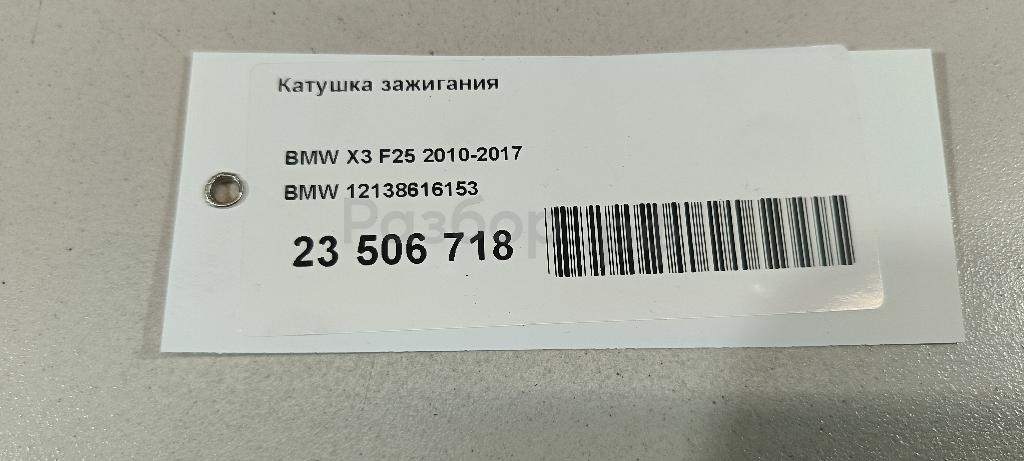 Катушка зажигания
BMW X3 F25 2010-2017
BMW 12138616153
23 506 718